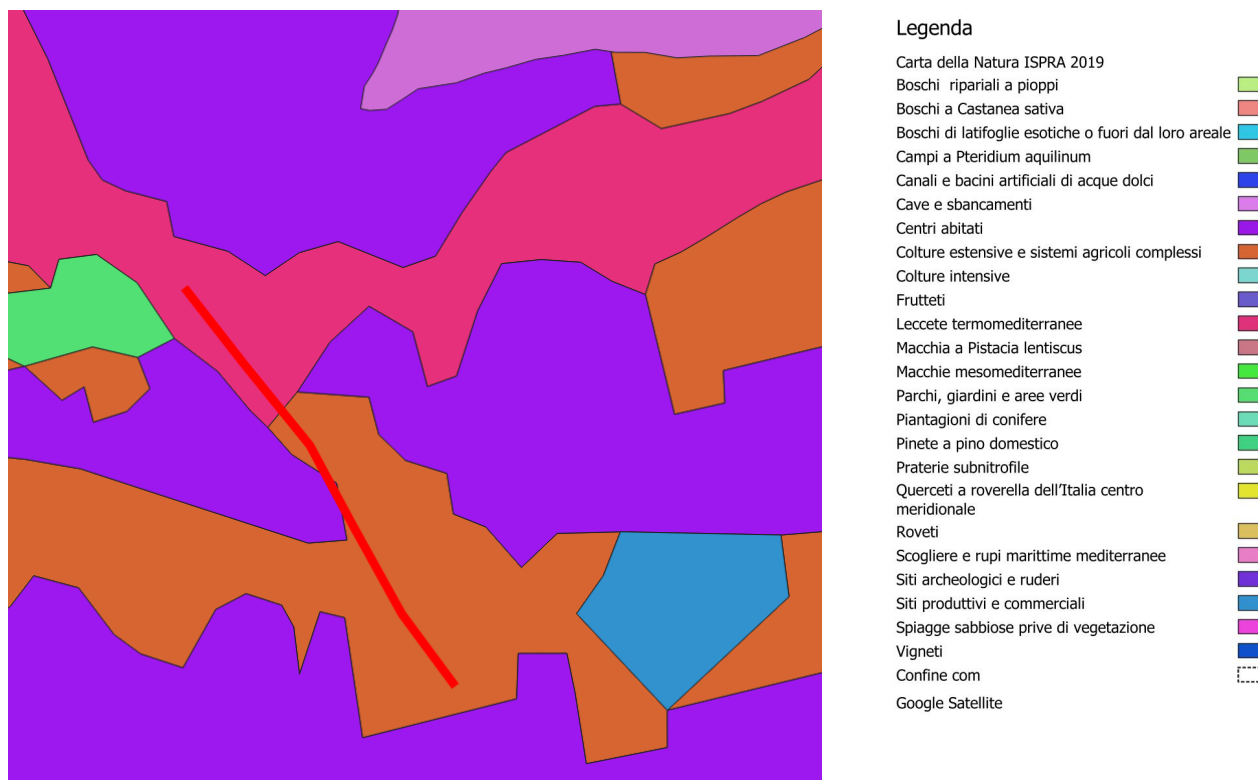 Legenda
Carta della Natura ISPRA 2019
Boschi ripariali a pioppi
Boschi a Castanea sativa
Boschi di latifoglie esotiche o fuori dal loro areale
Campi a Pteridium aquilinum
Canali e bacini artificiali di acque dolci
Cave e sbancamenti
Centri abitati
Colture estensive e sistemi agricoli complessi
Colture intensive
Frutteti
Leccete termomediterranee
Macchia a Pistacia lentiscus
Macchie mesomediterranee
Parchi, giardini e aree verdi
Piantagioni di conifere
Pinete a pino domestico
Praterie subnitrofile
Querceti a roverella dell'Italia centro
meridionale
Roveti
Scogliere e rupi marittime mediterranee
Siti archeologici e ruderi
Siti produttivi e commerciali
Spiagge sabbiose prive di vegetazione
Vigneti
Confine com
Google Satellite